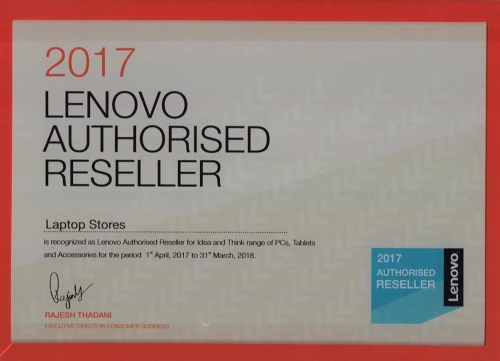 2017
LENOVO
AUTHORISED
RESELLER
Laptop Stores
is recognized as Lenovo Authorised Reseller for Idea and Think range of PCs, Tablets
and Accessories for the period 1st April, 2017 to 31st March, 2018.
Rajesh
RAJESH THADANI
EXECUTIVE DIRECTOR-CONSUMER BUSINESS
2017
AUTHORISED
RESELLER
Lenovo